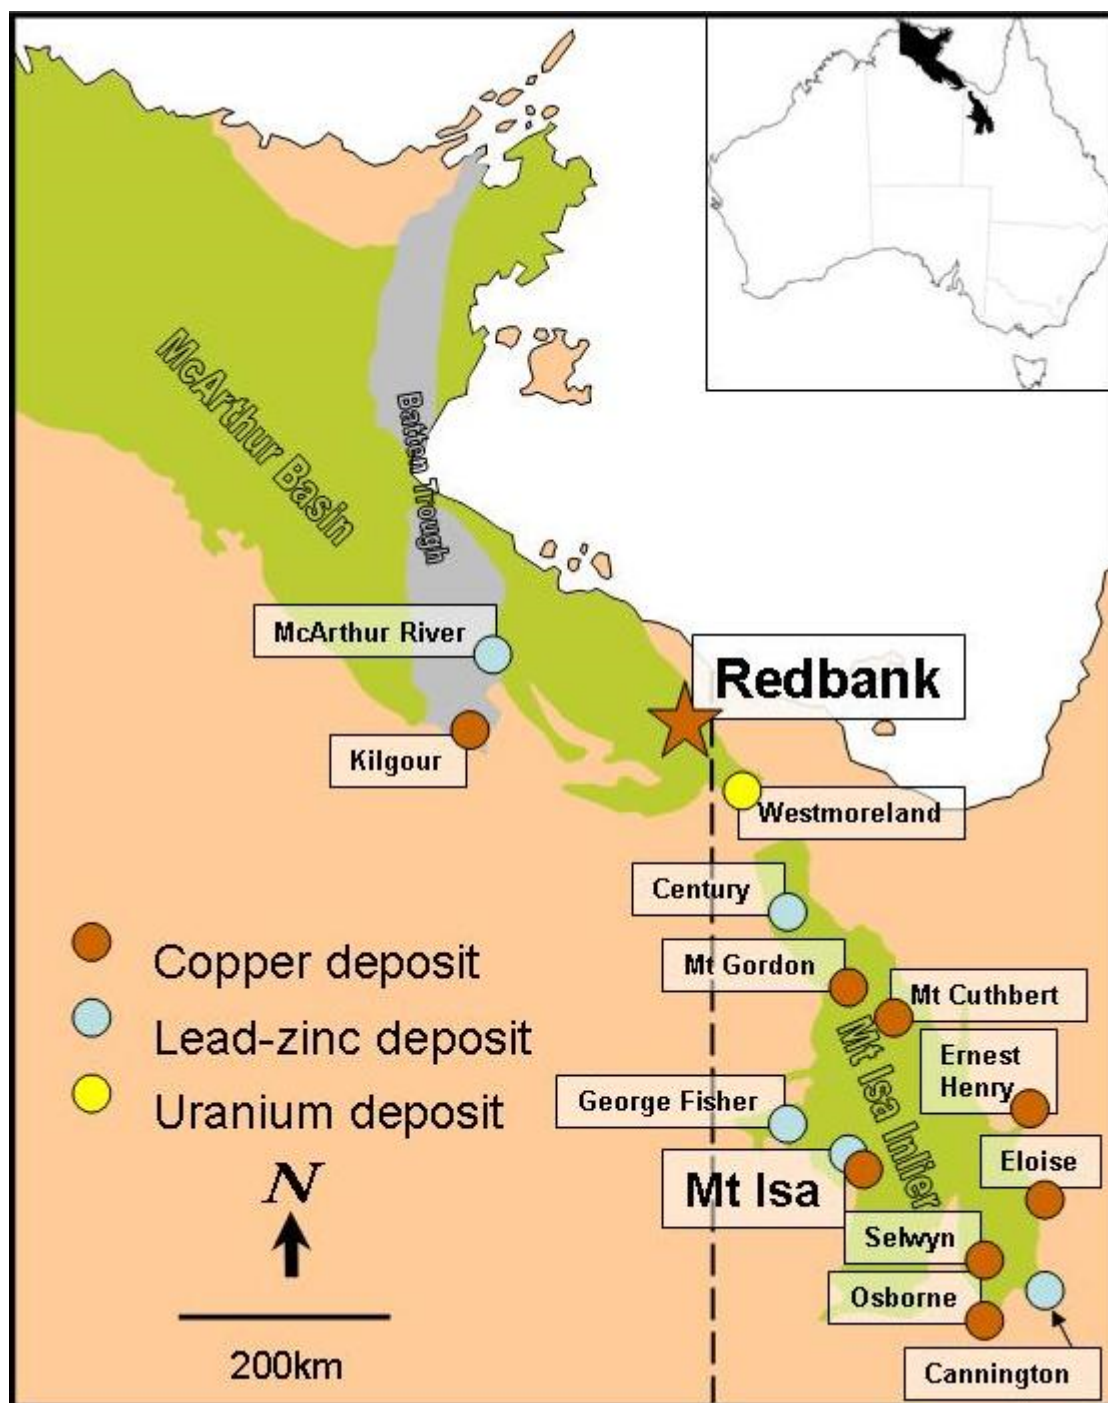 McArthur Basin
Batten Trough
McArthur River
Redbank
Kilgour
Westmoreland
Century
Mt Gordon
Mt Cuthbert
Ernest
Henry
Mt Isa Inlier
George Fisher
Eloise
Mt Isa
Selwyn
Osborne
Cannington
Copper deposit
Lead-zinc deposit
Uranium deposit
N
200km